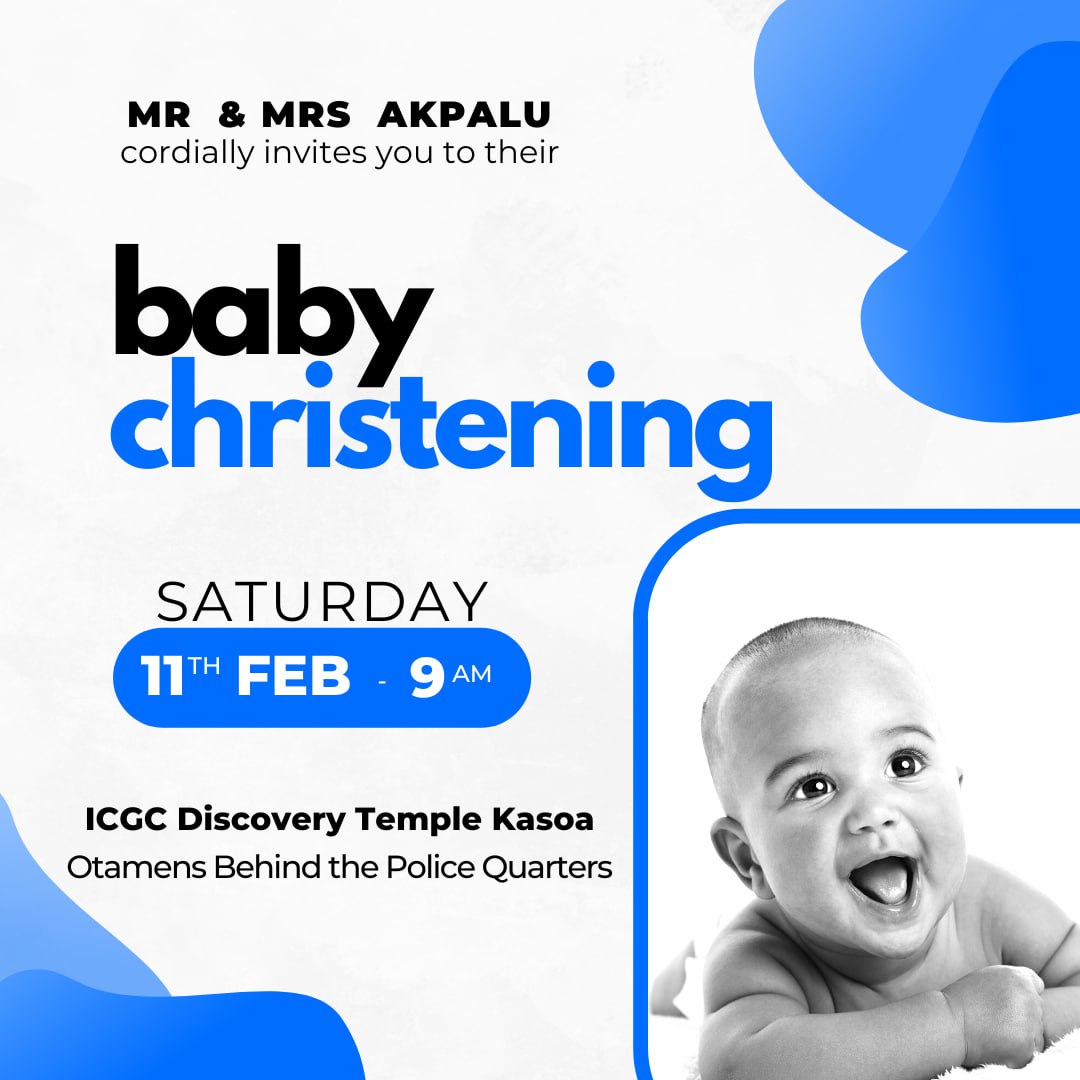 MR & MRS AKPALU
cordially invites you to their
baby
christening
SATURDAY
11TH FEB - 9 AM
ICGC Discovery Temple Kasoa
Otamens Behind the Police Quarters